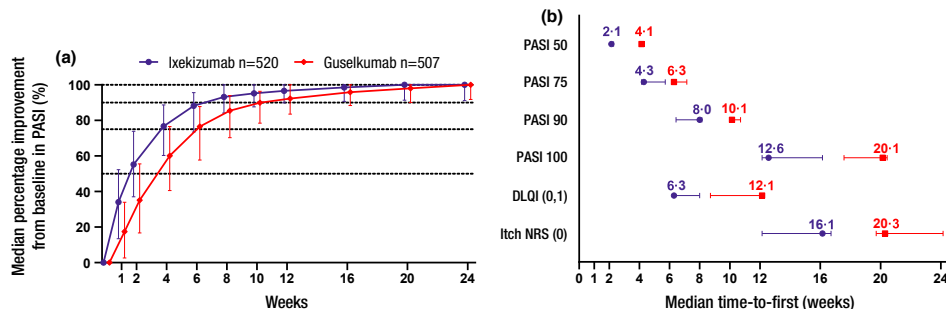 (a)
Ixekizumab n=520
Guselkumab n=507
Median percentage improvement
from baseline in PASI (%)
100
80
60
40
20
0
1 2 4 6 8 10 12 16 20 24
Weeks
(b)
PASI 50
2·1
4·1
PASI 75
4·3
6·3
PASI 90
8·0
10·1
PASI 100
12·6
20·1
DLQI (0,1)
6·3
12·1
Itch NRS (0)
16·1
20·3
0 1 2 4 6 8 10 12 16 20 24
Median time-to-first (weeks)